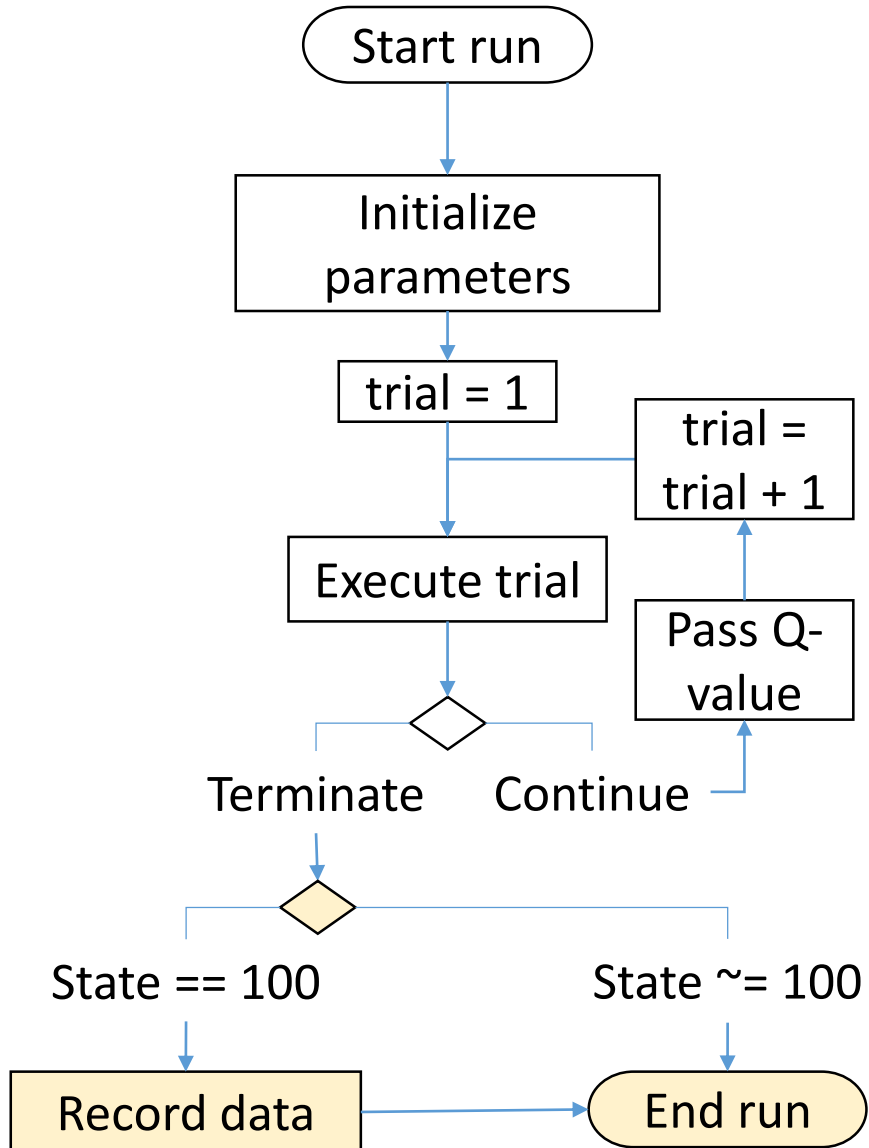 Start run
Initialize
parameters
trial = 1
trial =
trial + 1
Execute trial
Pass Q-
value
Terminate
Continue
State == 100
State ~= 100
Record data
End run